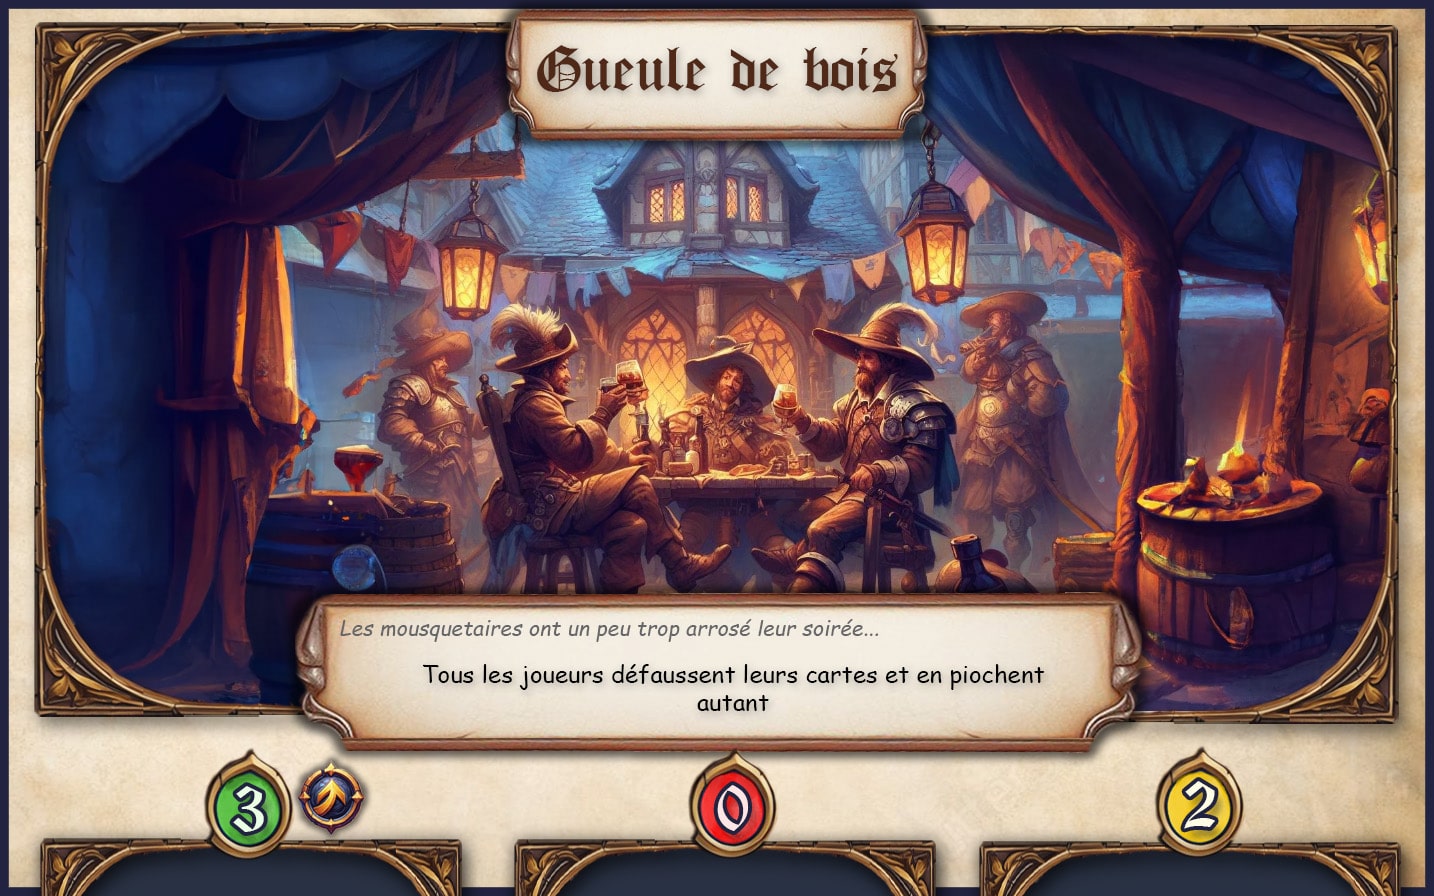 Gueule de bois
Les mousquetaires ont un peu trop arrosé leur soirée...
Tous les joueurs défaussent leurs cartes et en piochent
autant
3
0
2